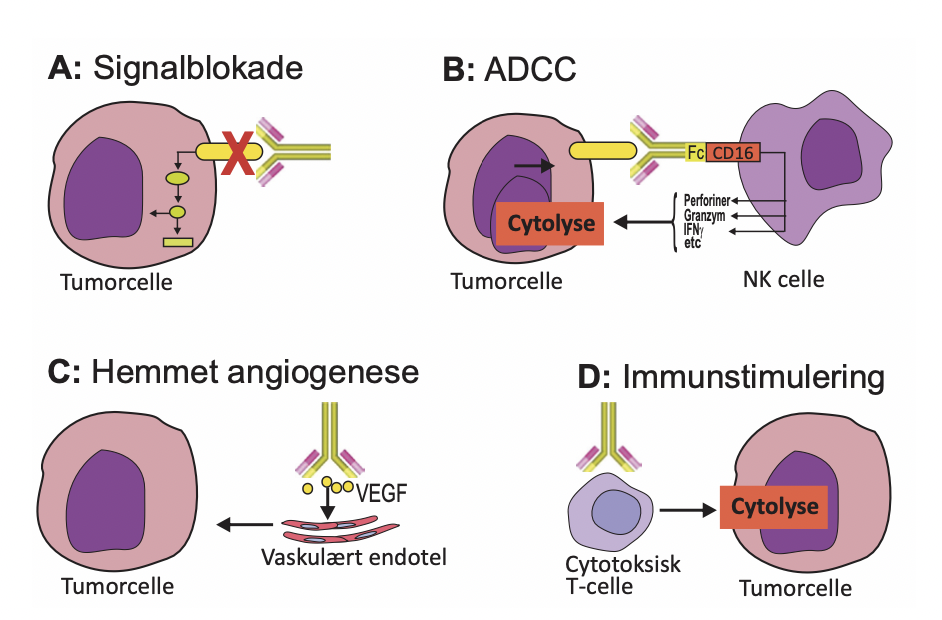 A: Signalblokade
Tumorcelle
B: ADCC
Fc CD16
Perforiner
Granzym
IFNγ
etc
Cytolyse
Tumorcelle
NK celle
C: Hemmet angiogenese
VEGF
Vaskulært endotel
Tumorcelle
D: Immunstimulering
Cytolyse
Cytotoksisk
T-celle
Tumorcelle